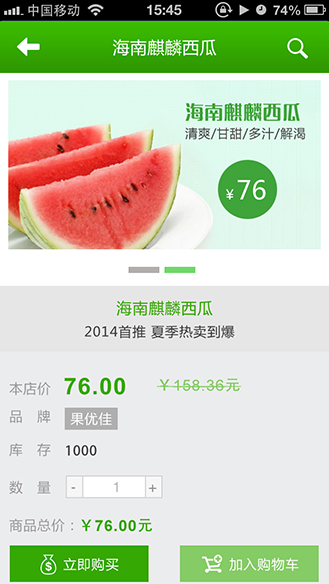 中国移动 15:45 74%
海南麒麟西瓜
海南麒麟西瓜
清爽/甘甜/多汁/解渴
¥76
海南麒麟西瓜
2014首推 夏季热卖到爆
本店价 76.00 ¥158.36元
品 牌 果优佳
库 存 1000
数 量 - 1 +
商品总价：¥76.00元
$ 立即购买 加入购物车